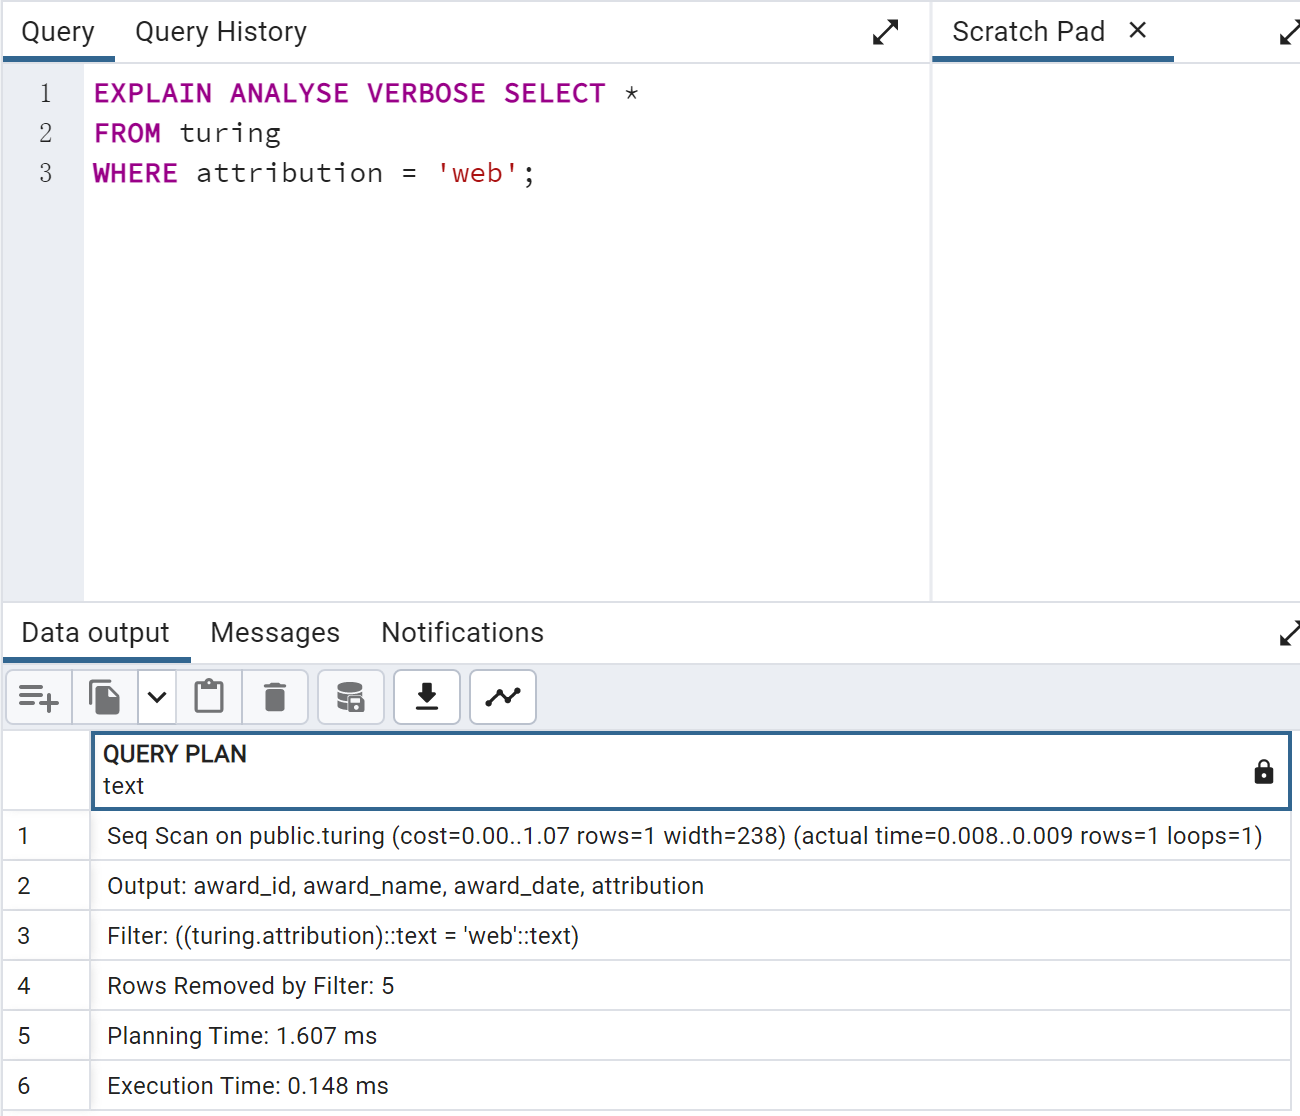 Query Query History Scratch Pad
1 EXPLAIN ANALYSE VERBOSE SELECT *
2 FROM turing
3 WHERE attribution = 'web';
Data output Messages Notifications
QUERY PLAN
text
1 Seq Scan on public.turing (cost=0.00..1.07 rows=1 width=238) (actual time=0.008..0.009 rows=1 loops=1)
2 Output: award_id, award_name, award_date, attribution
3 Filter: ((turing.attribution)::text = 'web'::text)
4 Rows Removed by Filter: 5
5 Planning Time: 1.607 ms
6 Execution Time: 0.148 ms